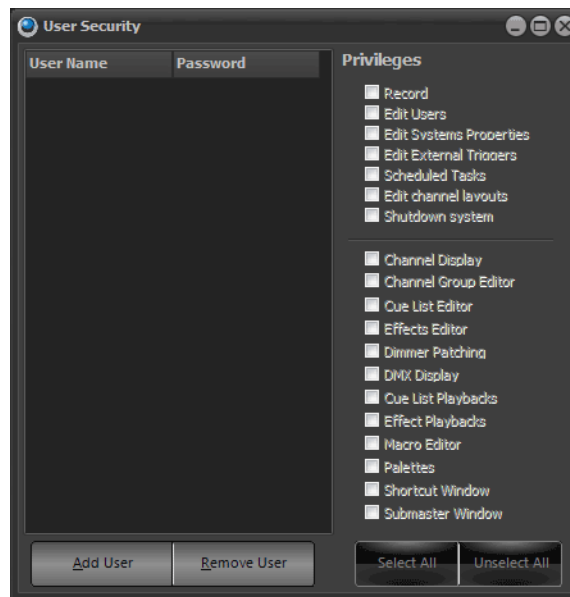 User Security
User Name Password
Privileges
Record
Edit Users
Edit Systems Properties
Edit External Triggers
Scheduled Tasks
Edit channel layouts
Shutdown system
Channel Display
Channel Group Editor
Cue List Editor
Effects Editor
Dimmer Patching
DMX Display
Cue List Playbacks
Effect Playbacks
Macro Editor
Palettes
Shortcut Window
Submaster Window
Add User Remove User
Select All Unselect All